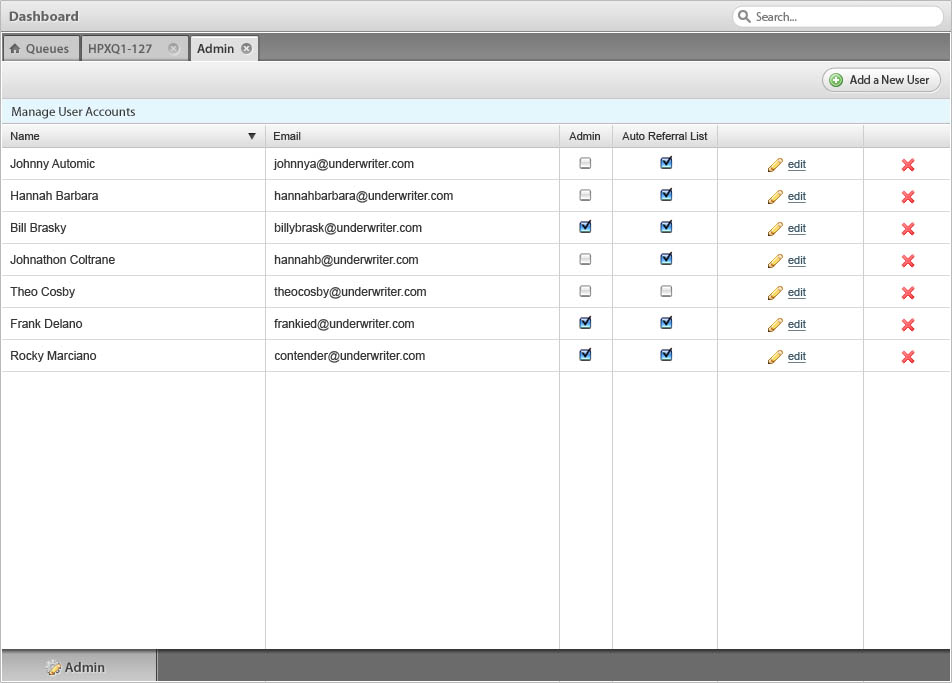 Dashboard Search...
Queues HPXQ1-127 Admin
Add a New User
Manage User Accounts
Name Email Admin Auto Referral List
Johnny Automic johnnya@underwriter.com edit
Hannah Barbara hannahbarbara@underwriter.com edit
Bill Brasky billybrask@underwriter.com edit
Johnathon Coltrane hannahb@underwriter.com edit
Theo Cosby theocosby@underwriter.com edit
Frank Delano frankied@underwriter.com edit
Rocky Marciano contender@underwriter.com edit
Admin